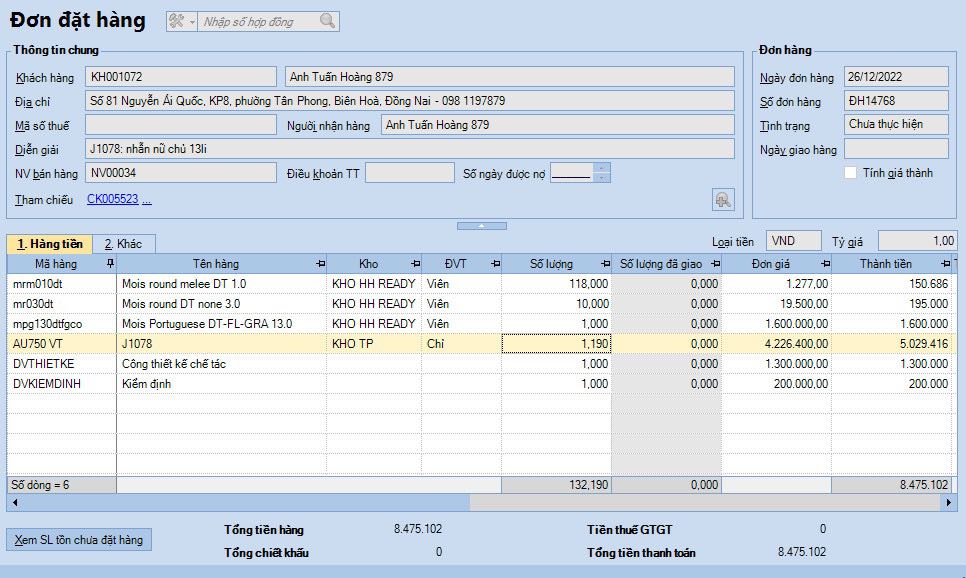 Đơn đặt hàng Nhập số hợp đồng
Thông tin chung
Khách hàng KH001072 Anh Tuấn Hoàng 879
Địa chỉ Số 81 Nguyễn Ái Quốc, KP8, phường Tân Phong, Biên Hoà, Đồng Nai - 098 1197879
Mã số thuế Người nhận hàng Anh Tuấn Hoàng 879
Diễn giải J1078: nhẫn nữ chủ 13li
NV bán hàng NV00034 Điều khoản TT Số ngày được nợ
Tham chiếu CK005523 ...
Đơn hàng
Ngày đơn hàng 26/12/2022
Số đơn hàng ĐH14768
Tình trạng Chưa thực hiện
Ngày giao hàng
Tính giá thành
1. Hàng tiền 2. Khác Loại tiền VND Tỷ giá 1,00
Mã hàng Tên hàng Kho ĐVT Số lượng Số lượng đã giao Đơn giá Thành tiền T
mrm010dt Mois round melee DT 1.0 KHO HH READY Viên 118,000 0,000 1.277,00 150.686
mr030dt Mois round DT none 3.0 KHO HH READY Viên 10,000 0,000 19.500,00 195.000
mpg130dtfgco Mois Portuguese DT-FL-GRA 13.0 KHO HH READY Viên 1,000 0,000 1.600.000,00 1.600.000
AU750 VT J1078 KHO TP Chỉ 1,190 0,000 4.226.400,00 5.029.416
DVTHIETKE Công thiết kế chế tác 1,000 0,000 1.300.000,00 1.300.000
DVKIEMDINH Kiểm định 1,000 0,000 200.000,00 200.000
Số dòng = 6 132,190 0,000 8.475.102
Xem SL tồn chưa đặt hàng
Tổng tiền hàng 8.475.102 Tiền thuế GTGT 0
Tổng chiết khấu 0 Tổng tiền thanh toán 8.475.102